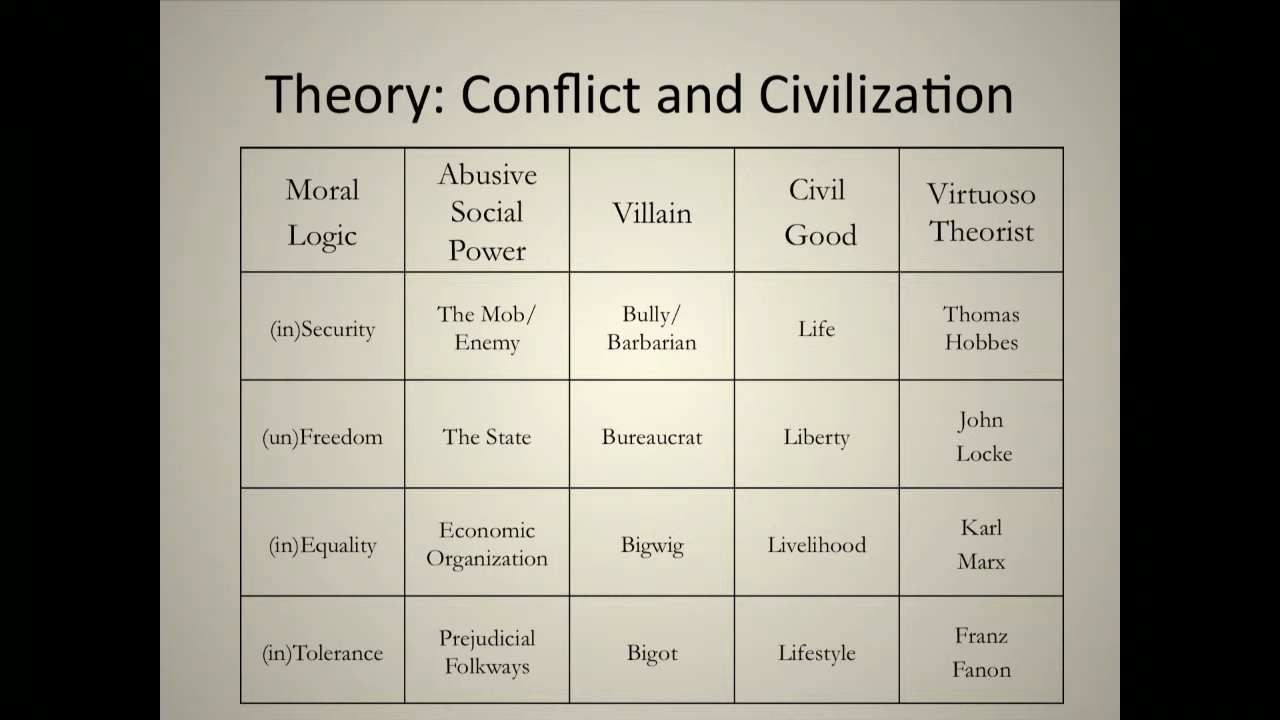 Theory: Conflict and Civilization
Moral
Logic
Abusive
Social
Power
Villain
Civil
Good
Virtuoso
Theorist
(in)Security
The Mob/
Enemy
Bully/
Barbarian
Life
Thomas
Hobbes
(un)Freedom
The State
Bureaucrat
Liberty
John
Locke
(in)Equality
Economic
Organization
Bigwig
Livelihood
Karl
Marx
(in)Tolerance
Prejudicial
Folkways
Bigot
Lifestyle
Franz
Fanon